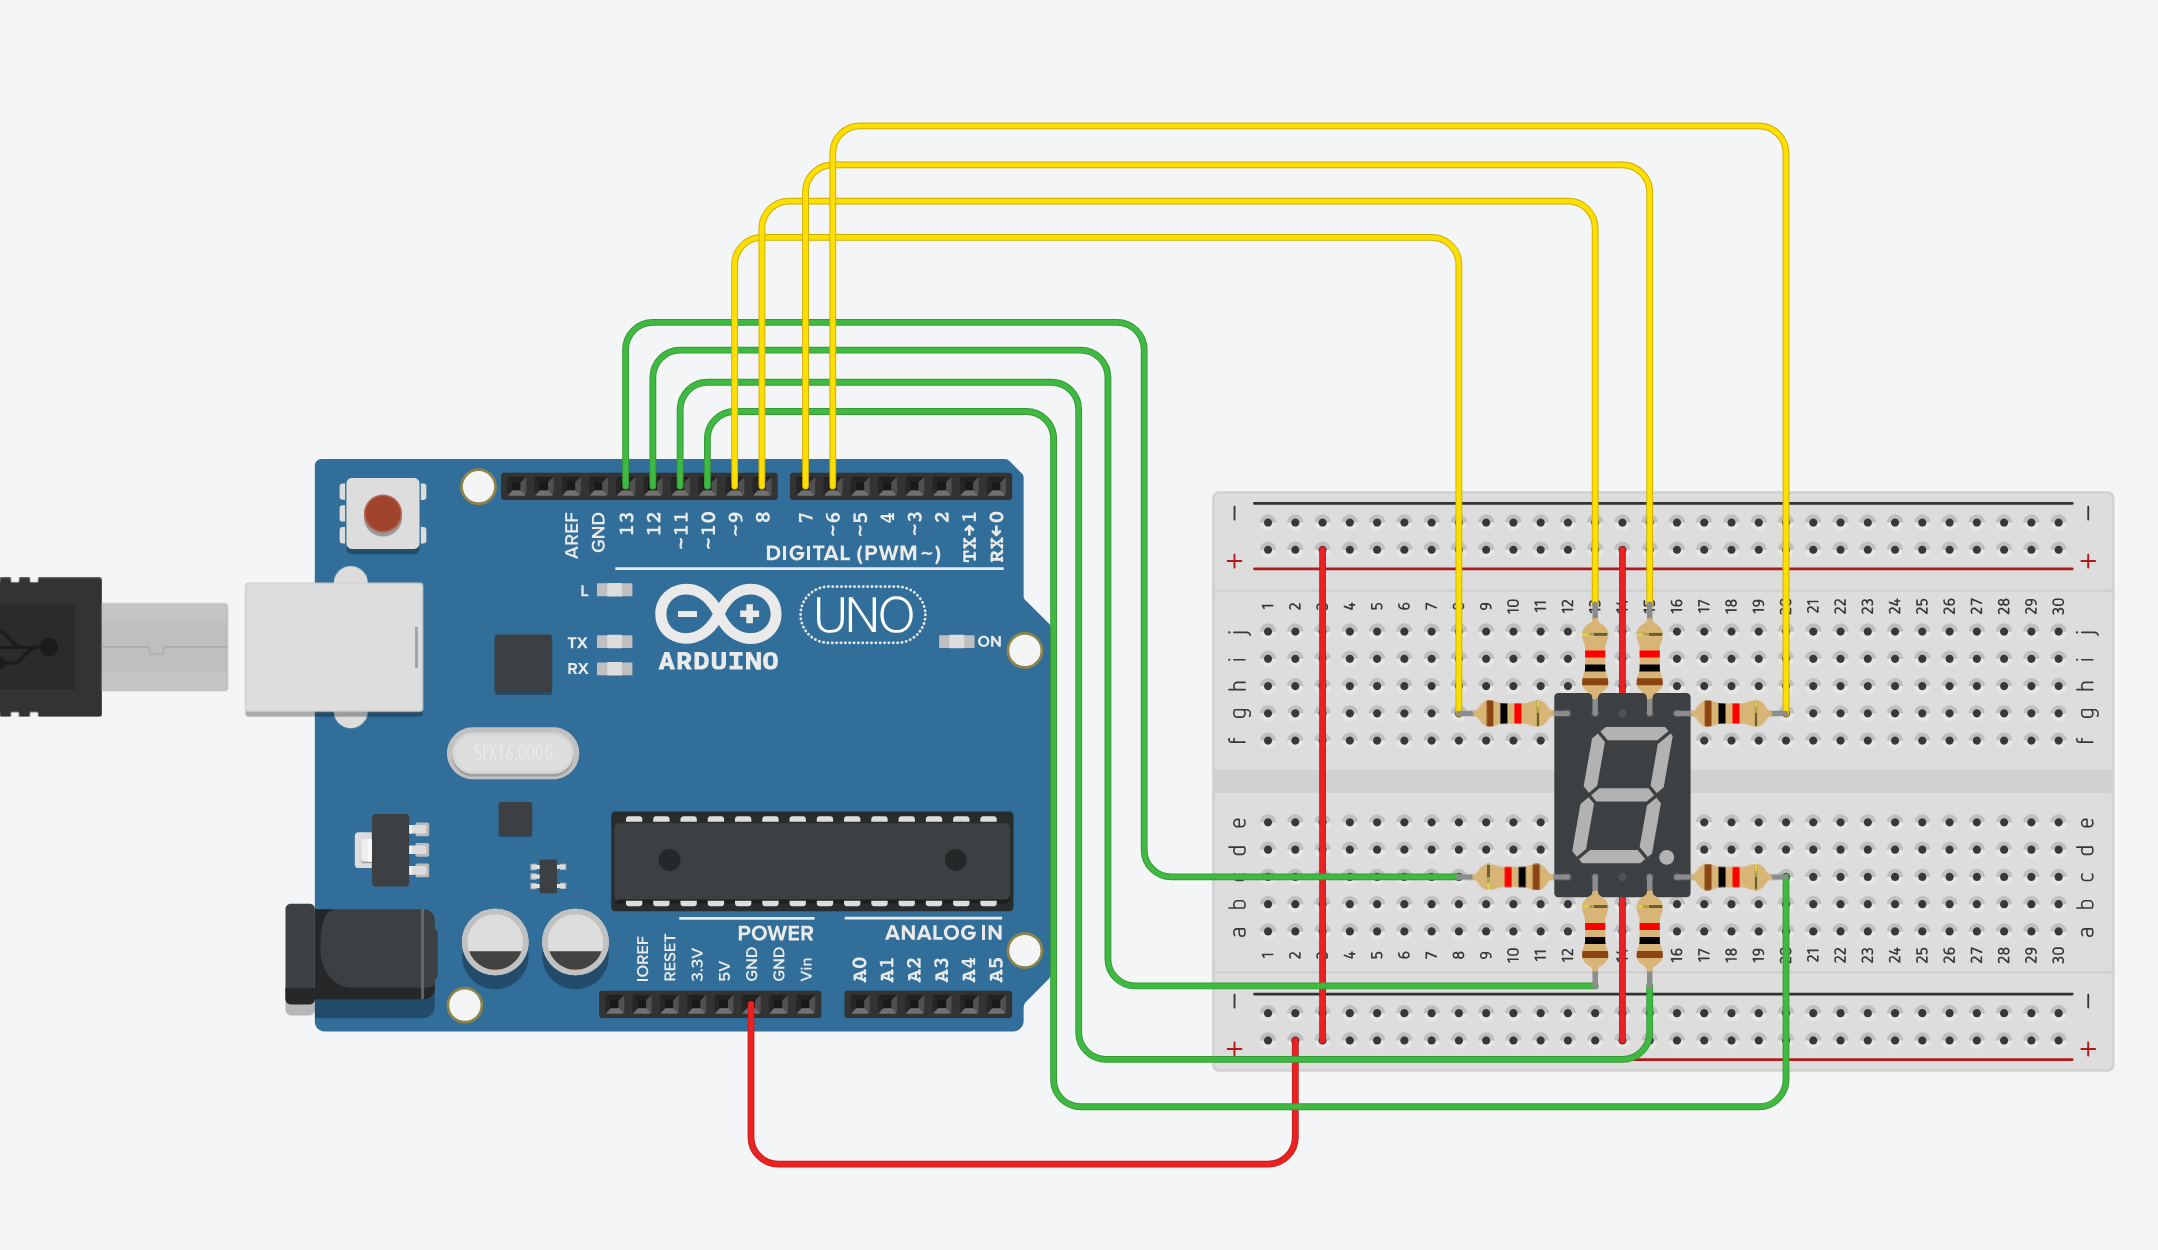 AREF
GND
13
12
~11
~10
~9
8
7
~6
~5
4
~3
2
TX→1
RX←0
DIGITAL (PWM~)
L
TX
RX
ON
UNO
ARDUINO
SPK16.000G
POWER
ANALOG IN
IOREF
RESET
3.3V
5V
GND
GND
Vin
A0
A1
A2
A3
A4
A5
− −
+ +
1 2 3 4 5 6 7 8 9 10 11 12 13 14 15 16 17 18 19 20 21 22 23 24 25 26 27 28 29 30
j j
i i
h h
g g
f f
e e
d d
c c
b b
a a
1 2 3 4 5 6 7 8 9 10 11 12 14 16 17 18 19 20 21 22 23 24 25 26 27 28 29 30
− −
+ +